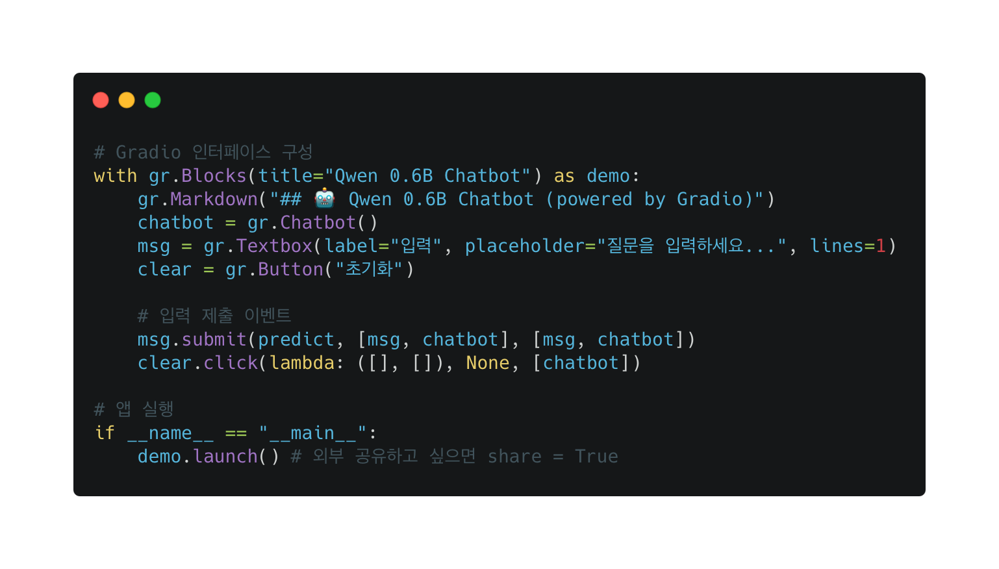 # Gradio 인터페이스 구성
with gr.Blocks(title="Qwen 0.6B Chatbot") as demo:
    gr.Markdown("## 🤖 Qwen 0.6B Chatbot (powered by Gradio)")
    chatbot = gr.Chatbot()
    msg = gr.Textbox(label="입력", placeholder="질문을 입력하세요...", lines=1)
    clear = gr.Button("초기화")

    # 입력 제출 이벤트
    msg.submit(predict, [msg, chatbot], [msg, chatbot])
    clear.click(lambda: ([], []), None, [chatbot])

# 앱 실행
if __name__ == "__main__":
    demo.launch() # 외부 공유하고 싶으면 share = True